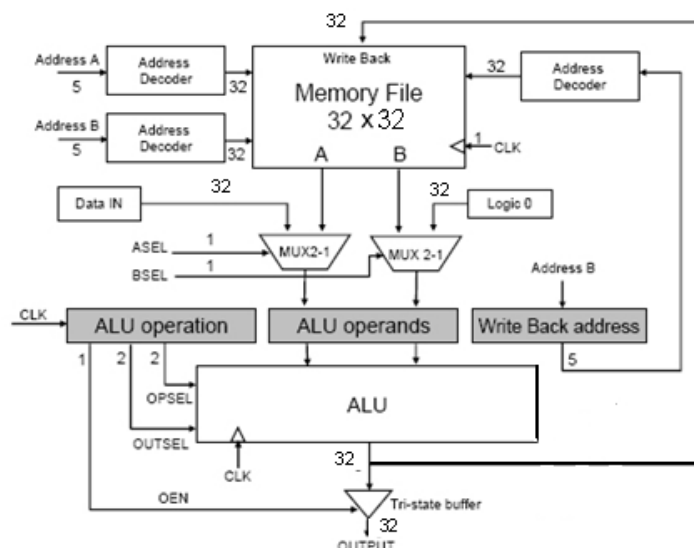 32
Write Back
Memory File
32 x 32
A
B
1
CLK
Address A
5
Address Decoder
32
Address B
5
Address Decoder
32
32
Address Decoder
Data IN
32
32
Logic 0
ASEL
1
BSEL
1
MUX2-1
MUX 2-1
Address B
CLK
ALU operation
ALU operands
Write Back address
1
2
2
5
OPSEL
OUTSEL
ALU
CLK
32
OEN
Tri-state buffer
32
OUTPUT